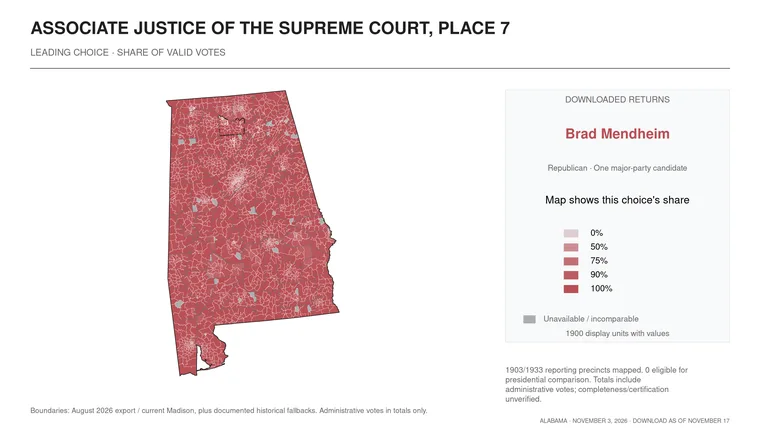 ASSOCIATE JUSTICE OF THE SUPREME COURT, PLACE 7
LEADING CHOICE · SHARE OF VALID VOTES
DOWNLOADED RETURNS
Brad Mendheim
Republican · One major-party candidate
Map shows this choice's share
0%
50%
75%
90%
100%
Unavailable / incomparable
1900 display units with values
1903/1933 reporting precincts mapped. 0 eligible for
presidential comparison. Totals include
administrative votes; completeness/certification
unverified.
Boundaries: August 2026 export / current Madison, plus documented historical fallbacks. Administrative votes in totals only.
ALABAMA · NOVEMBER 3, 2026 · DOWNLOAD AS OF NOVEMBER 17